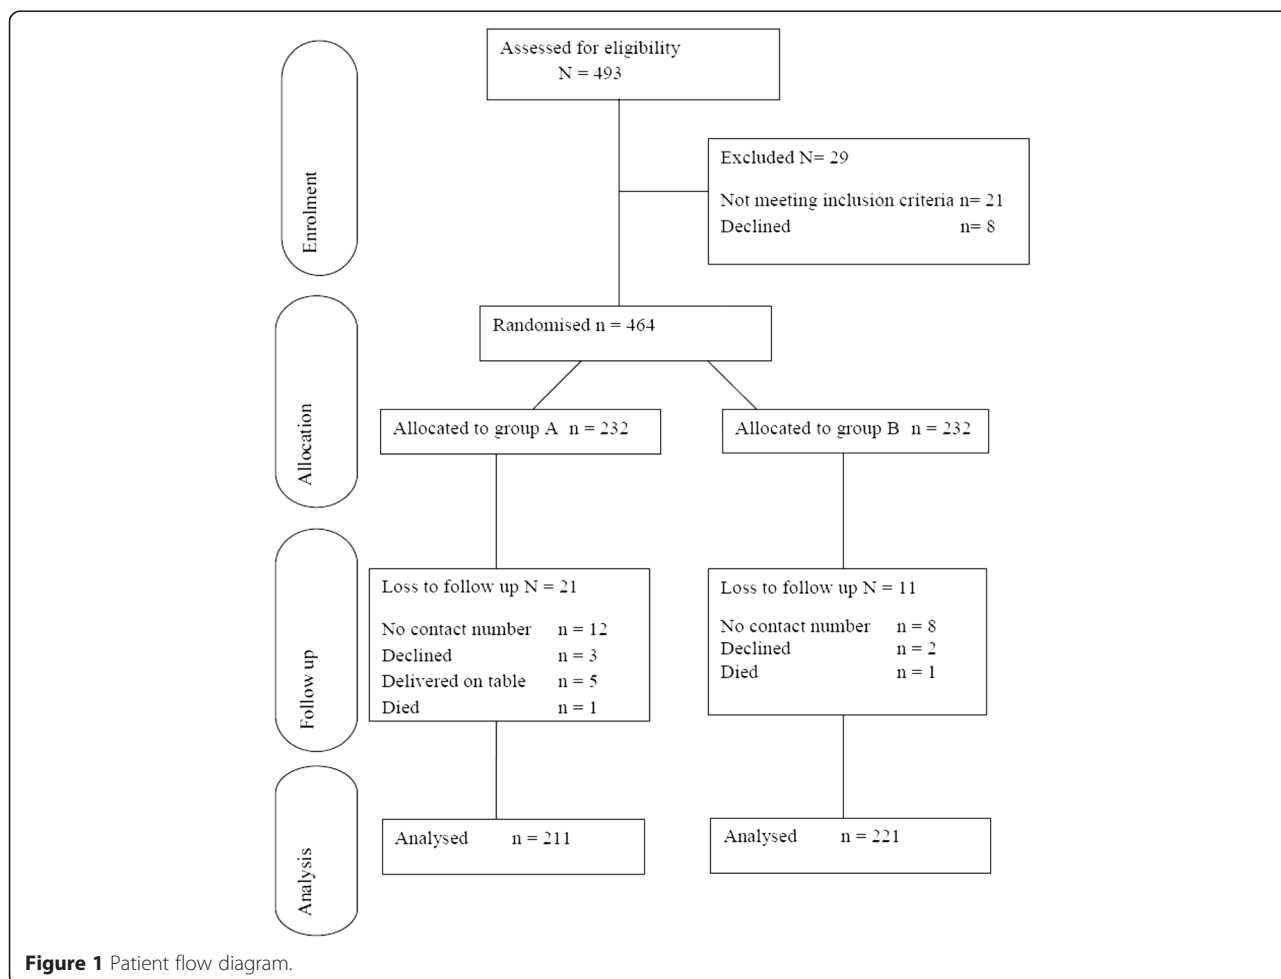 Assessed for eligibility
N = 493
Enrolment
Excluded N= 29
Not meeting inclusion criteria n= 21
Declined n= 8
Allocation
Randomised n = 464
Allocated to group A n = 232
Allocated to group B n = 232
Follow up
Loss to follow up N = 21
No contact number n = 12
Declined n = 3
Delivered on table n = 5
Died n = 1
Loss to follow up N = 11
No contact number n = 8
Declined n = 2
Died n = 1
Analysis
Analysed n = 211
Analysed n = 221
Figure 1 Patient flow diagram.